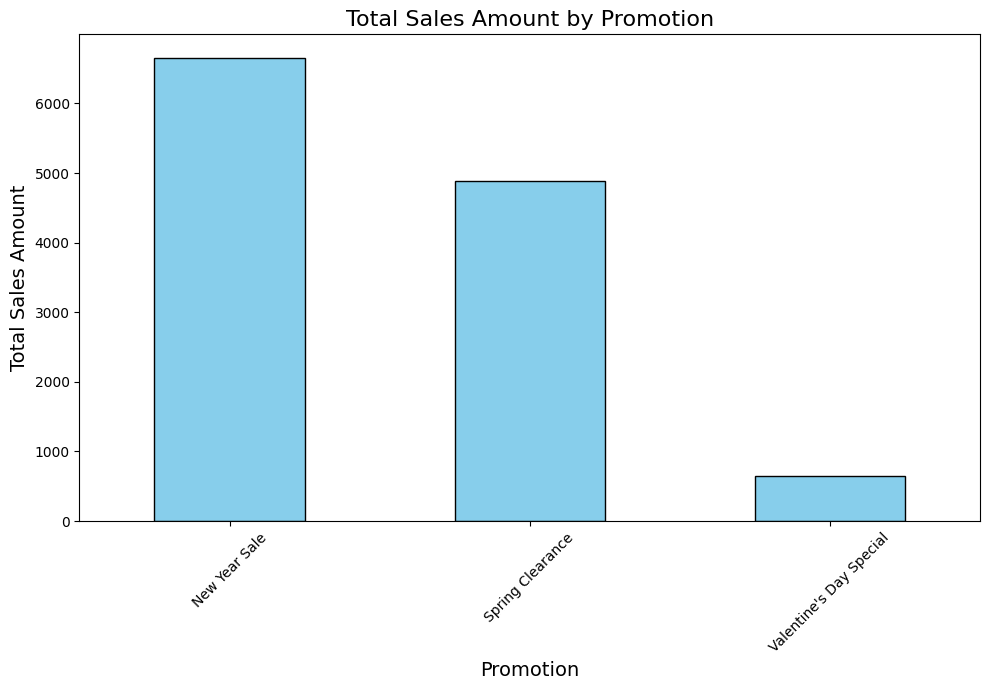 Total Sales Amount by Promotion
Total Sales Amount
6000
5000
4000
3000
2000
1000
0
New Year Sale
Spring Clearance
Valentine's Day Special
Promotion